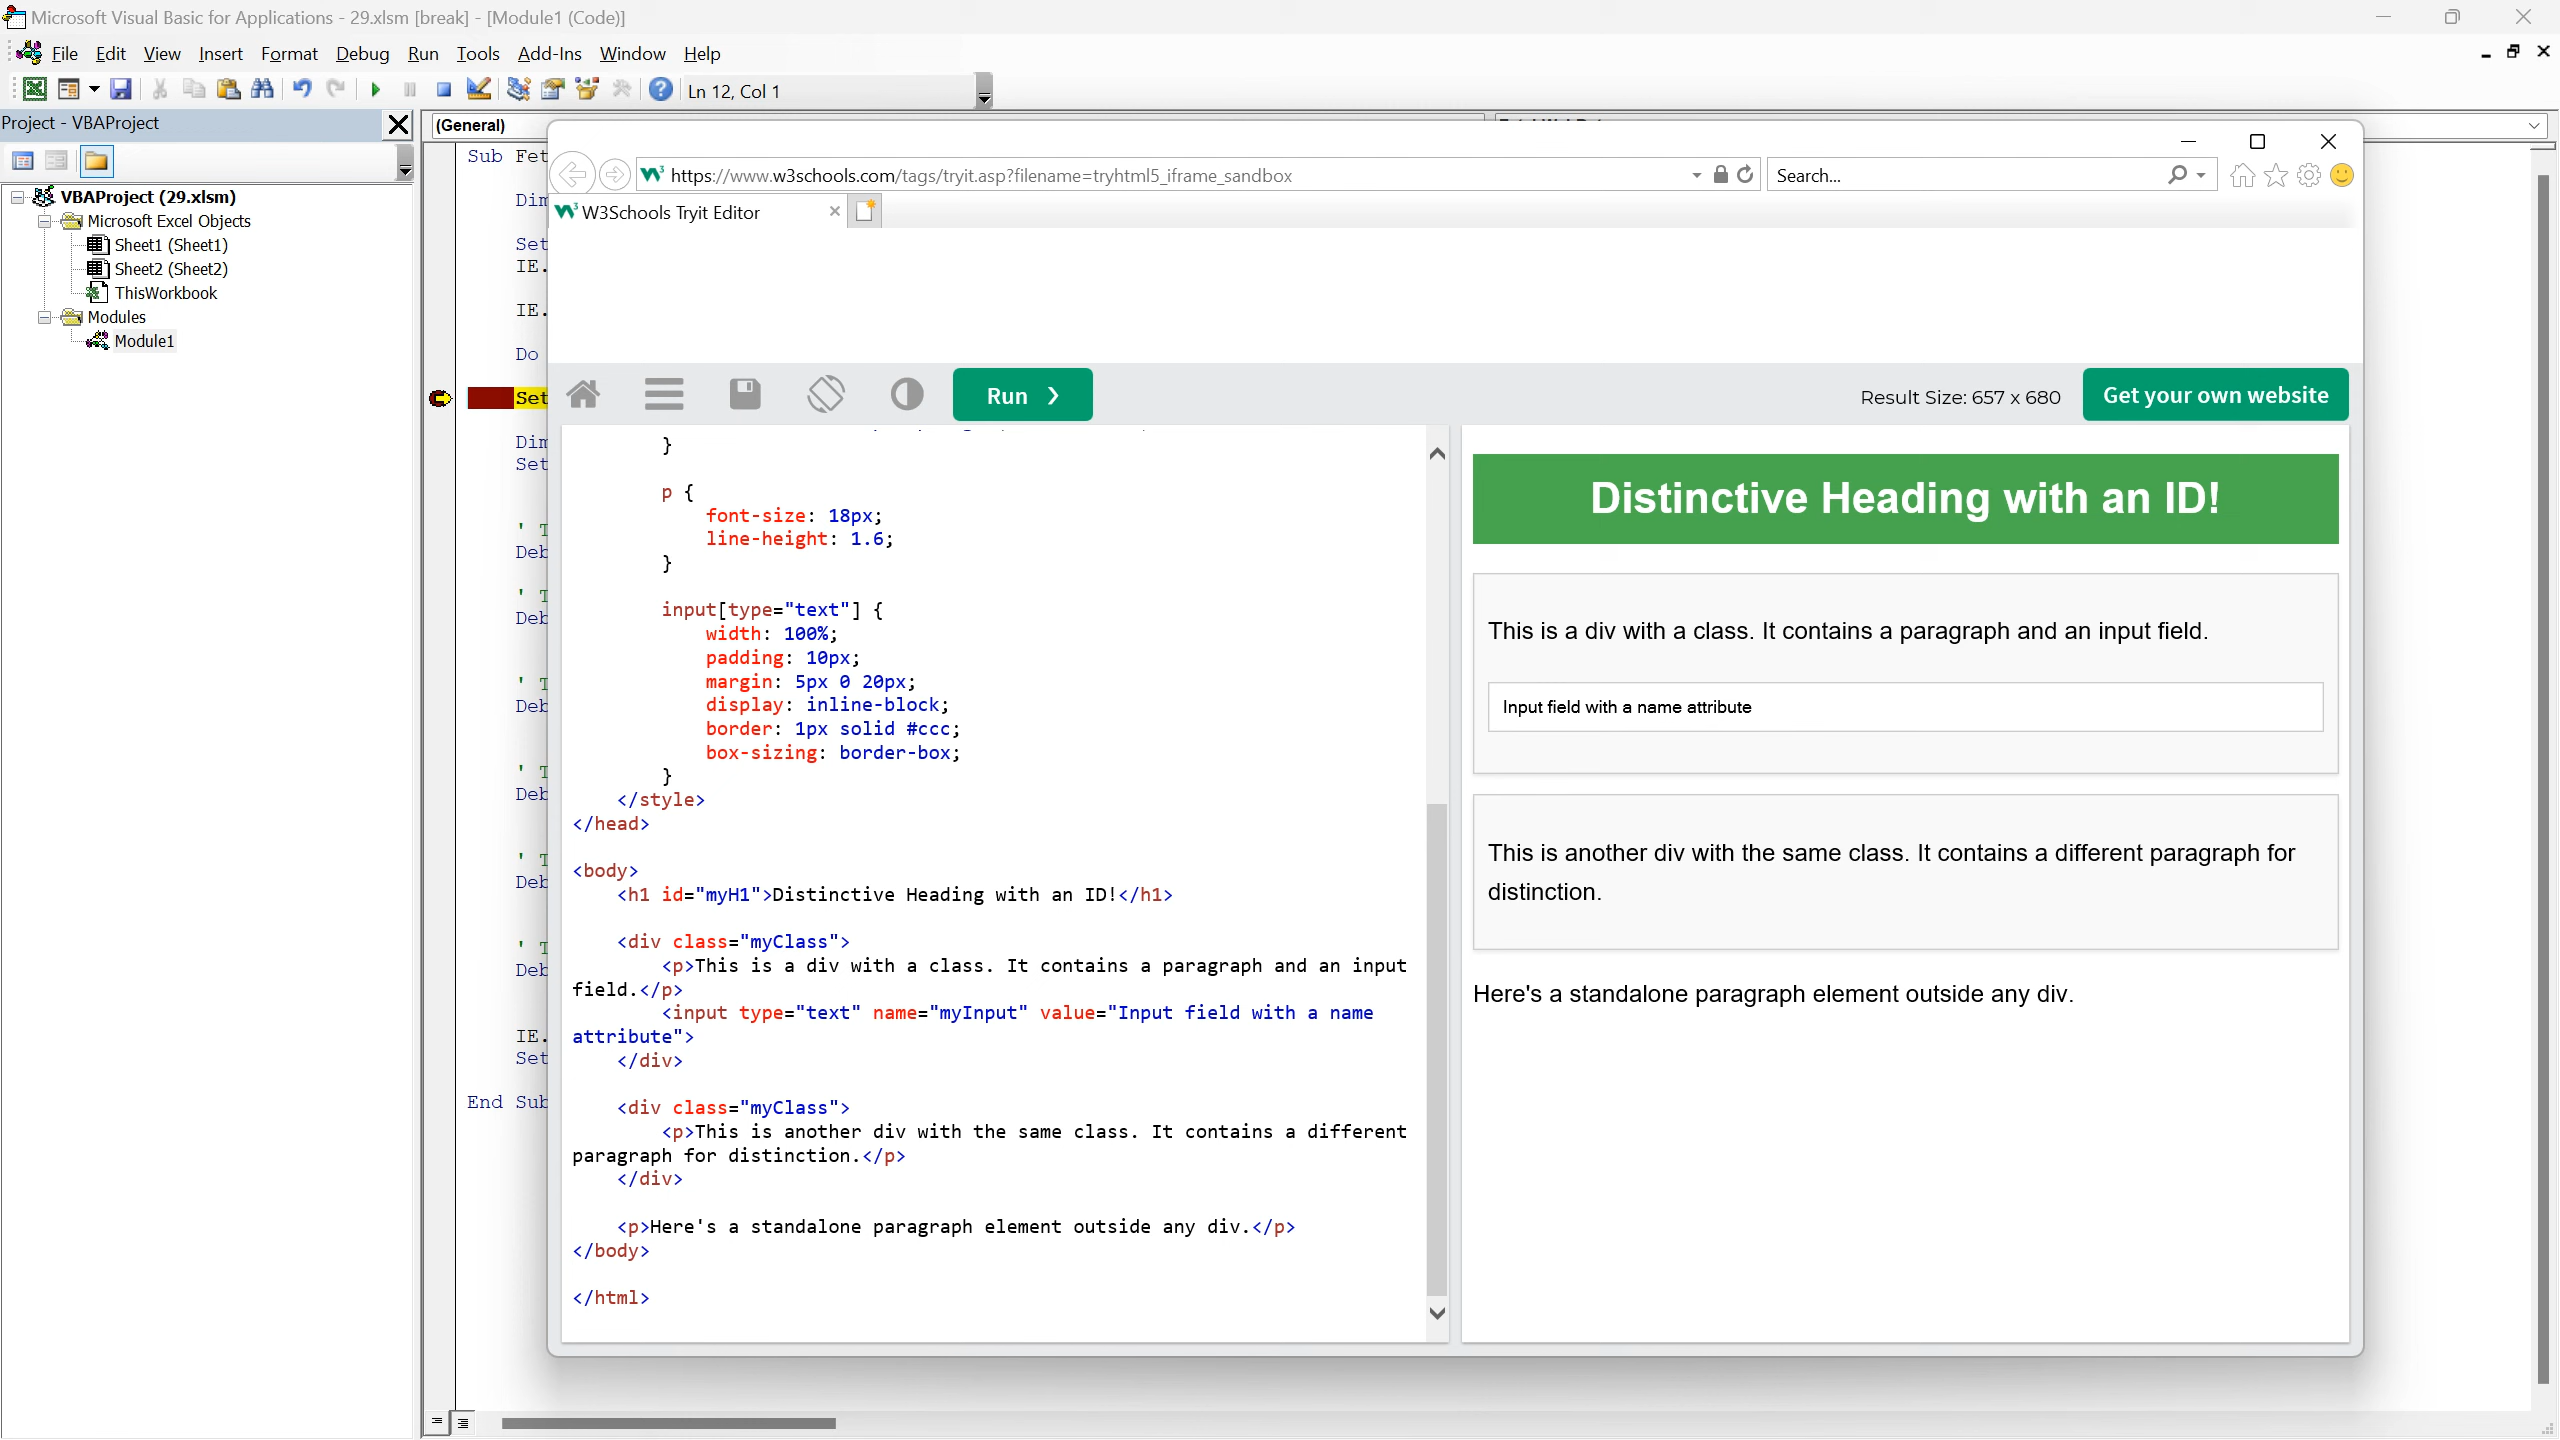 Microsoft Visual Basic for Applications - 29.xlsm [break] - [Module1 (Code)]
File Edit View Insert Format Debug Run Tools Add-Ins Window Help
Ln 12, Col 1
Project - VBAProject
(General)
VBAProject (29.xlsm)
Microsoft Excel Objects
Sheet1 (Sheet1)
Sheet2 (Sheet2)
ThisWorkbook
Modules
Module1
Sub Fet
Dim
Set
IE.
IE.
Do
Set
Dim
Set
' T
Deb
' T
Deb
' T
Deb
' T
Deb
' T
Deb
' T
Deb
IE.
Set
End Sub
https://www.w3schools.com/tags/tryit.asp?filename=tryhtml5_iframe_sandbox
Search...
W3Schools Tryit Editor
Run ❯
Result Size: 657 x 680
Get your own website
}
p {
font-size: 18px;
line-height: 1.6;
}
input[type="text"] {
width: 100%;
padding: 10px;
margin: 5px 0 20px;
display: inline-block;
border: 1px solid #ccc;
box-sizing: border-box;
}
</style>
</head>
<body>
<h1 id="myH1">Distinctive Heading with an ID!</h1>
<div class="myClass">
<p>This is a div with a class. It contains a paragraph and an input
field.</p>
<input type="text" name="myInput" value="Input field with a name
attribute">
</div>
<div class="myClass">
<p>This is another div with the same class. It contains a different
paragraph for distinction.</p>
</div>
<p>Here's a standalone paragraph element outside any div.</p>
</body>
</html>
Distinctive Heading with an ID!
This is a div with a class. It contains a paragraph and an input field.
Input field with a name attribute
This is another div with the same class. It contains a different paragraph for
distinction.
Here's a standalone paragraph element outside any div.